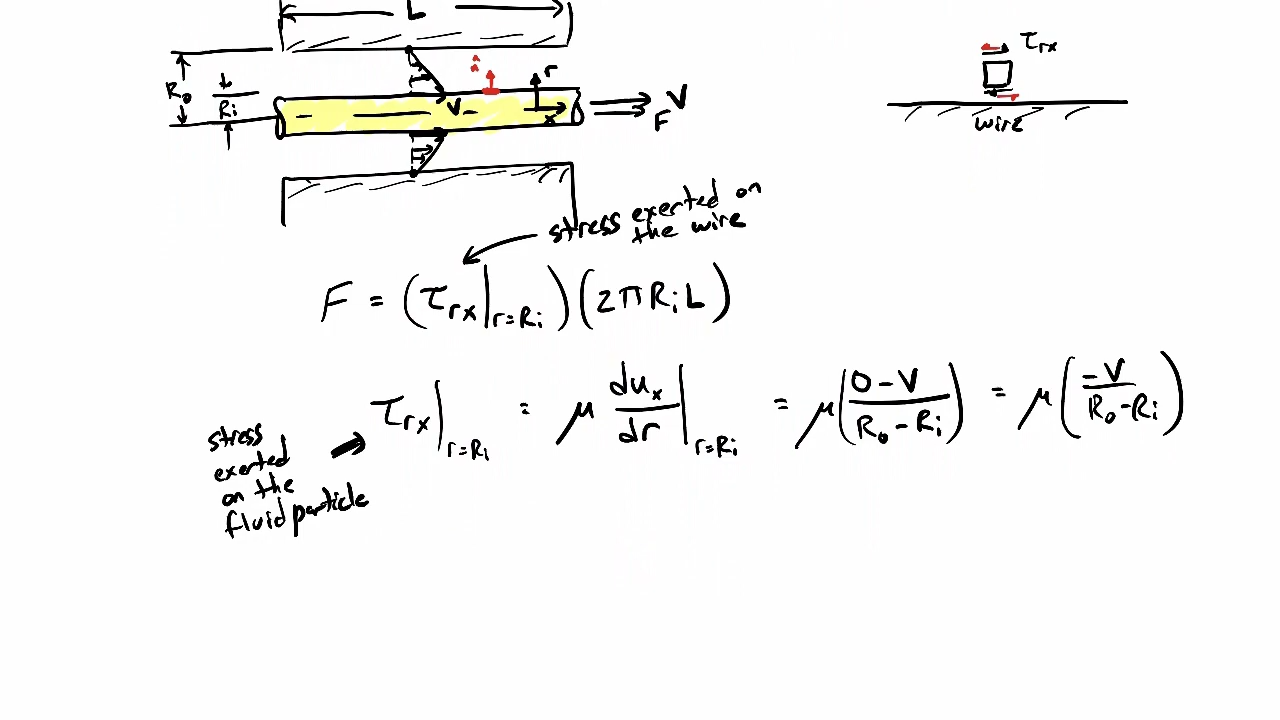 L
τrx
R₀
Ri
n̂
r
V
x
V
F
wire
stress exerted on
the wire
F = (τrx|r=Ri)(2πRiL)
τrx|r=Ri = μ dux/dr|r=Ri = μ(0-V/R₀-Ri) = μ(-V/R₀-Ri)
stress
exerted
on the
fluid particle